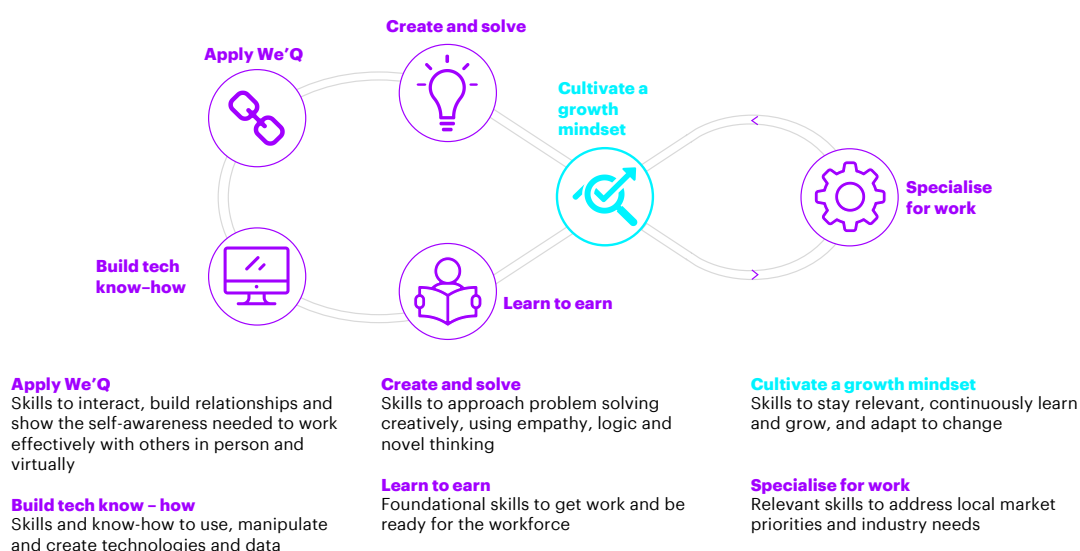 Create and solve
Apply We’Q
Cultivate a
growth
mindset
Specialise
for work
Build tech
know–how
Learn to earn
Apply We’Q
Skills to interact, build relationships and
show the self-awareness needed to work
effectively with others in person and
virtually
Build tech know – how
Skills and know-how to use, manipulate
and create technologies and data
Create and solve
Skills to approach problem solving
creatively, using empathy, logic and
novel thinking
Learn to earn
Foundational skills to get work and be
ready for the workforce
Cultivate a growth mindset
Skills to stay relevant, continuously learn
and grow, and adapt to change
Specialise for work
Relevant skills to address local market
priorities and industry needs